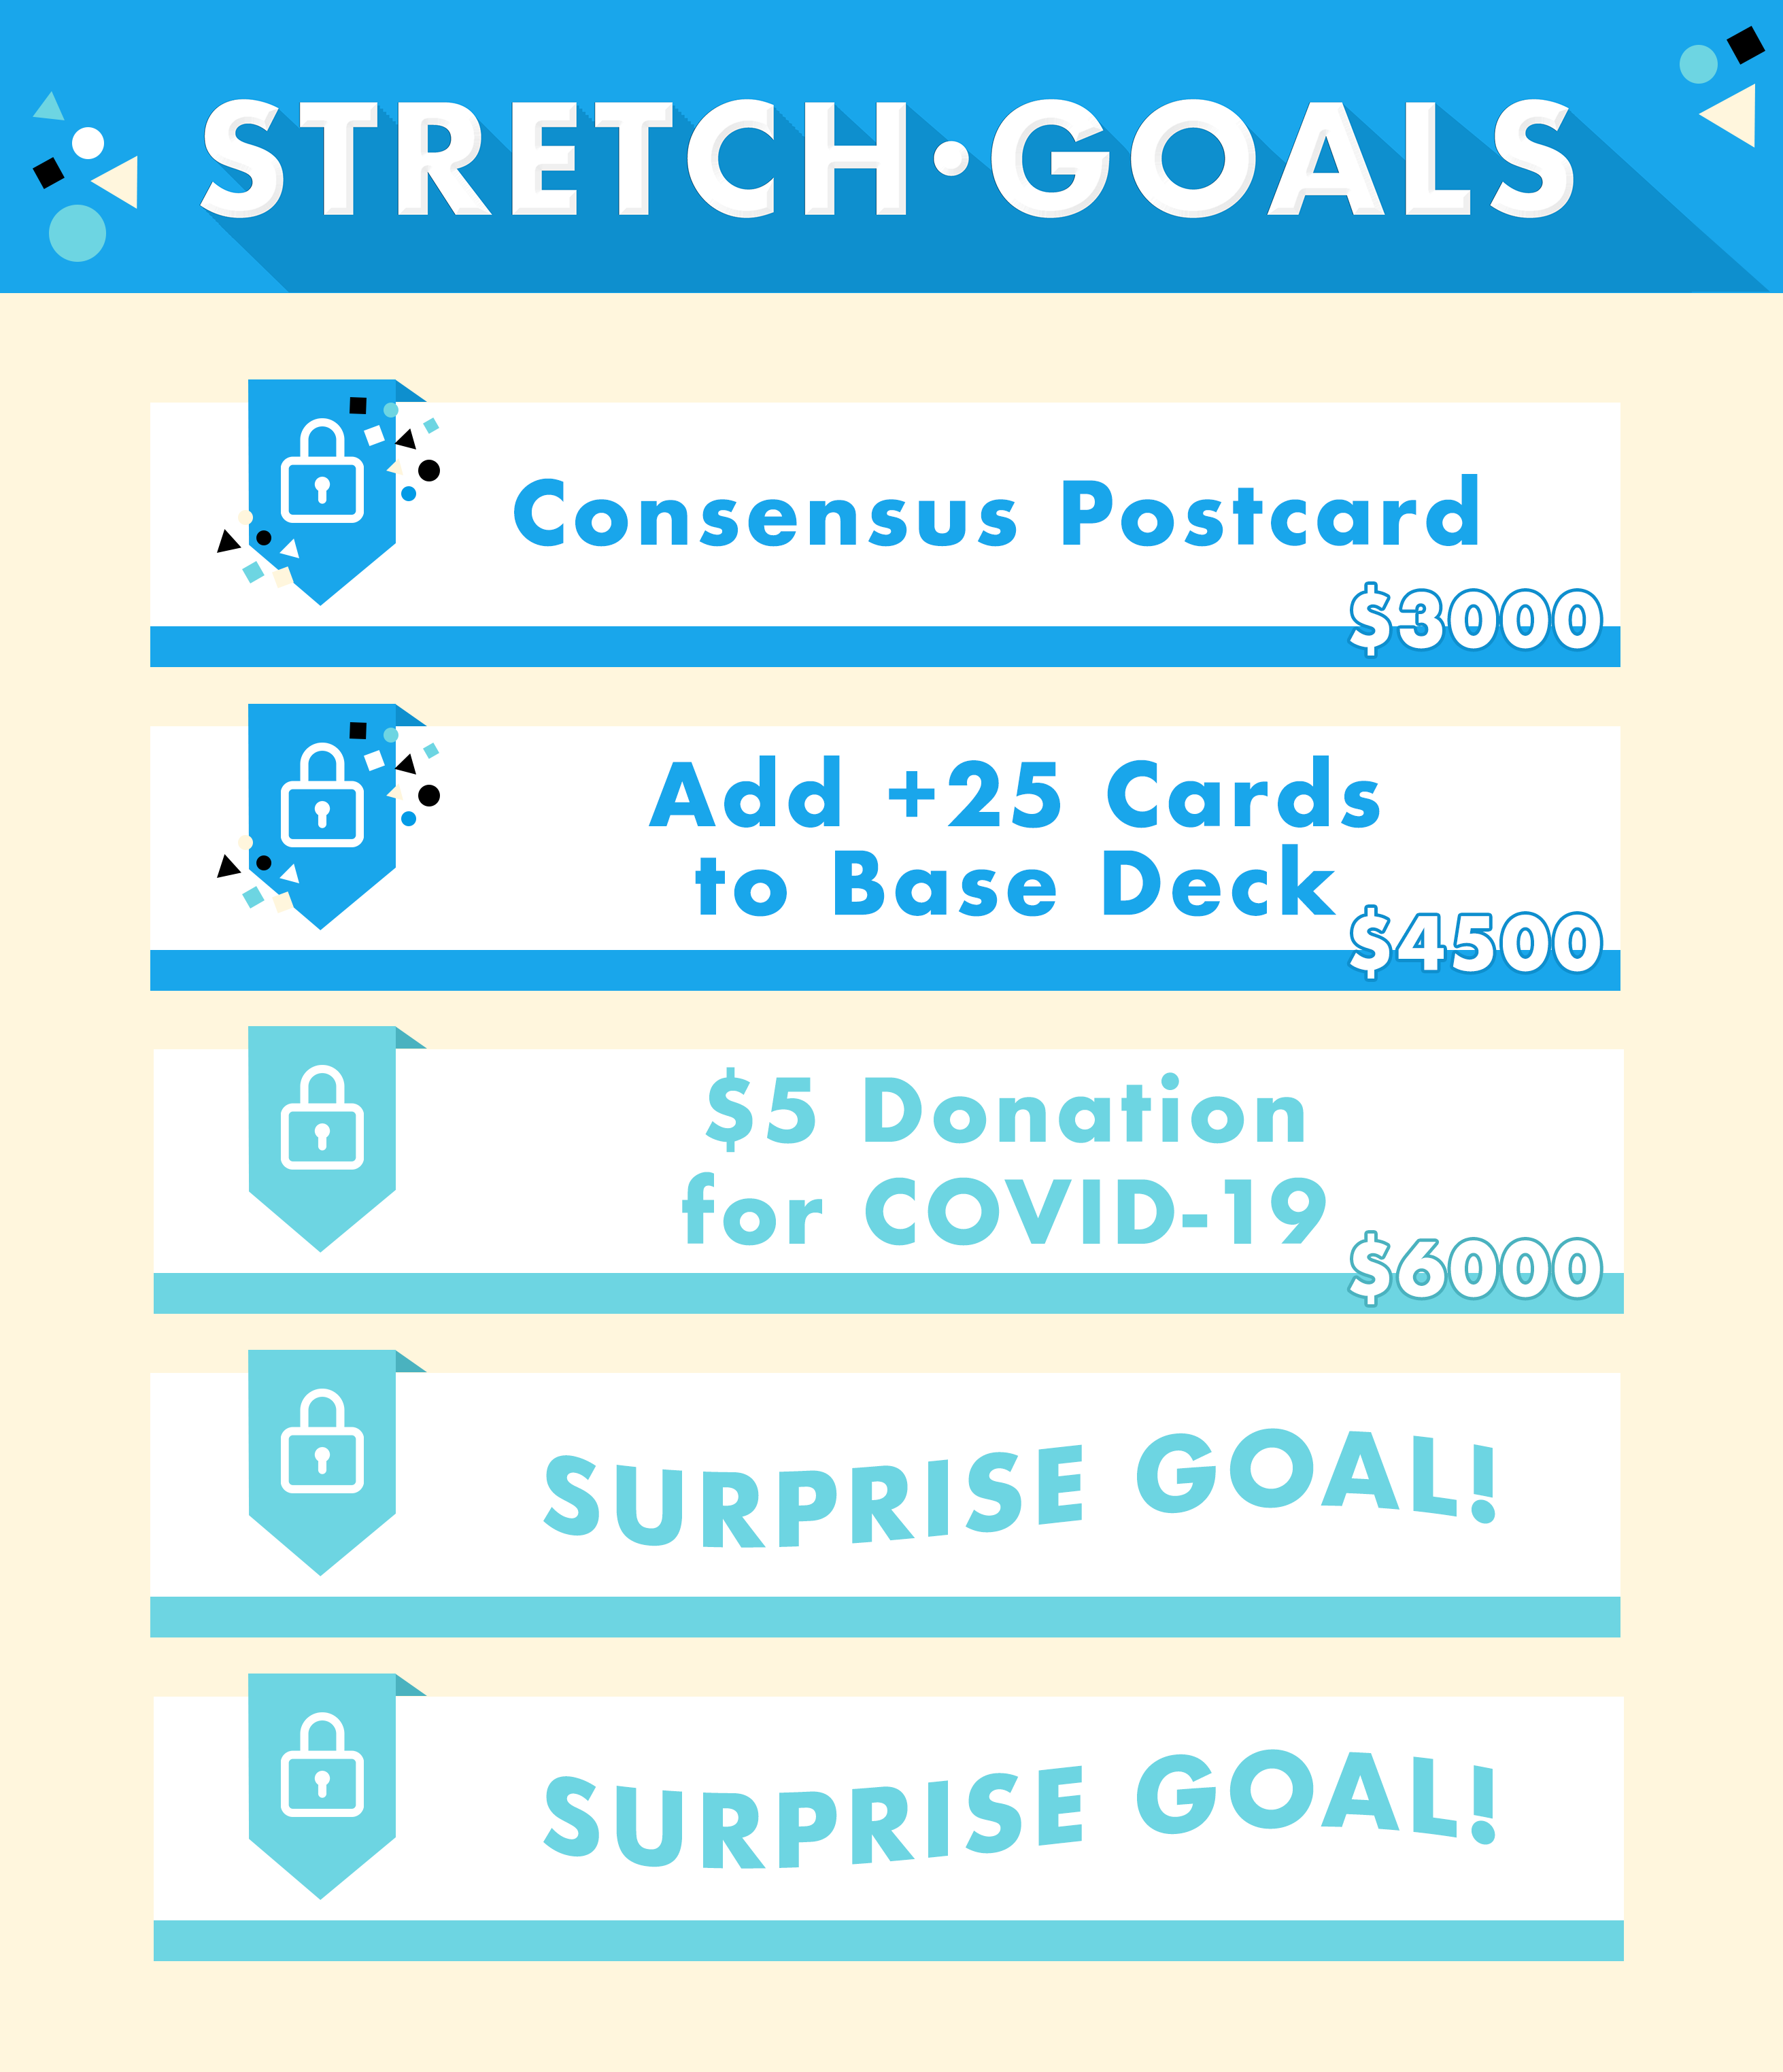 STRETCH•GOALS
Consensus Postcard
$3000
Add +25 Cards
to Base Deck
$4500
$5 Donation
for COVID-19
$6000
SURPRISE GOAL!
SURPRISE GOAL!